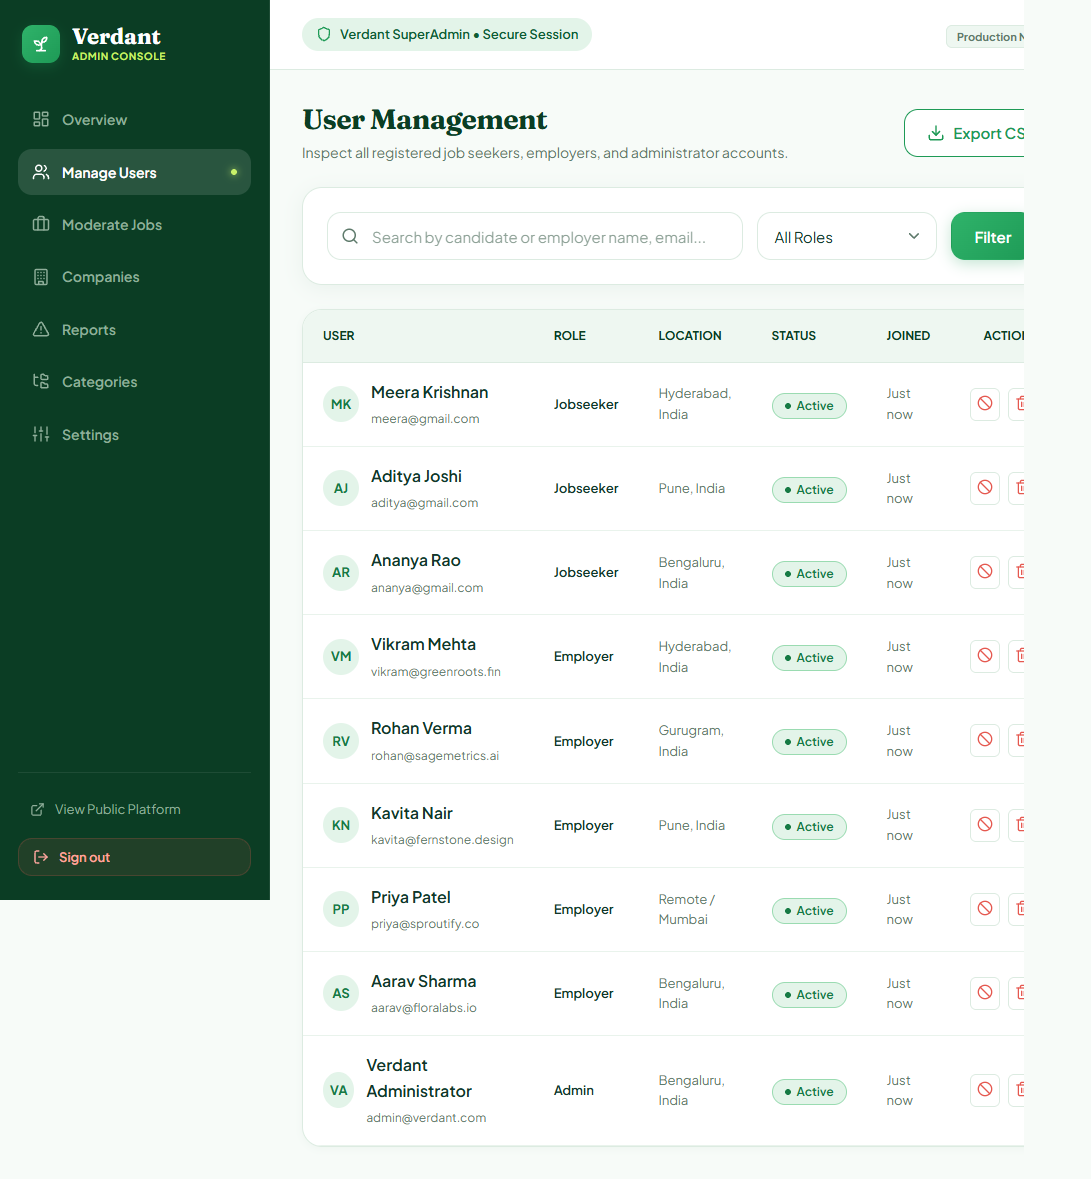 Verdant
ADMIN CONSOLE
Overview
Manage Users
Moderate Jobs
Companies
Reports
Categories
Settings
View Public Platform
Sign out
Verdant SuperAdmin • Secure Session
Production
User Management
Export CS
Inspect all registered job seekers, employers, and administrator accounts.
Search by candidate or employer name, email...
All Roles
Filter
USER ROLE LOCATION STATUS JOINED ACTIO
MK Meera Krishnan
meera@gmail.com
Jobseeker
Hyderabad,
India
Active
Just
now
AJ Aditya Joshi
aditya@gmail.com
Jobseeker
Pune, India
Active
Just
now
AR Ananya Rao
ananya@gmail.com
Jobseeker
Bengaluru,
India
Active
Just
now
VM Vikram Mehta
vikram@greenroots.fin
Employer
Hyderabad,
India
Active
Just
now
RV Rohan Verma
rohan@sagemetrics.ai
Employer
Gurugram,
India
Active
Just
now
KN Kavita Nair
kavita@fernstone.design
Employer
Pune, India
Active
Just
now
PP Priya Patel
priya@sproutify.co
Employer
Remote /
Mumbai
Active
Just
now
AS Aarav Sharma
aarav@floralabs.io
Employer
Bengaluru,
India
Active
Just
now
VA Verdant
Administrator
admin@verdant.com
Admin
Bengaluru,
India
Active
Just
now